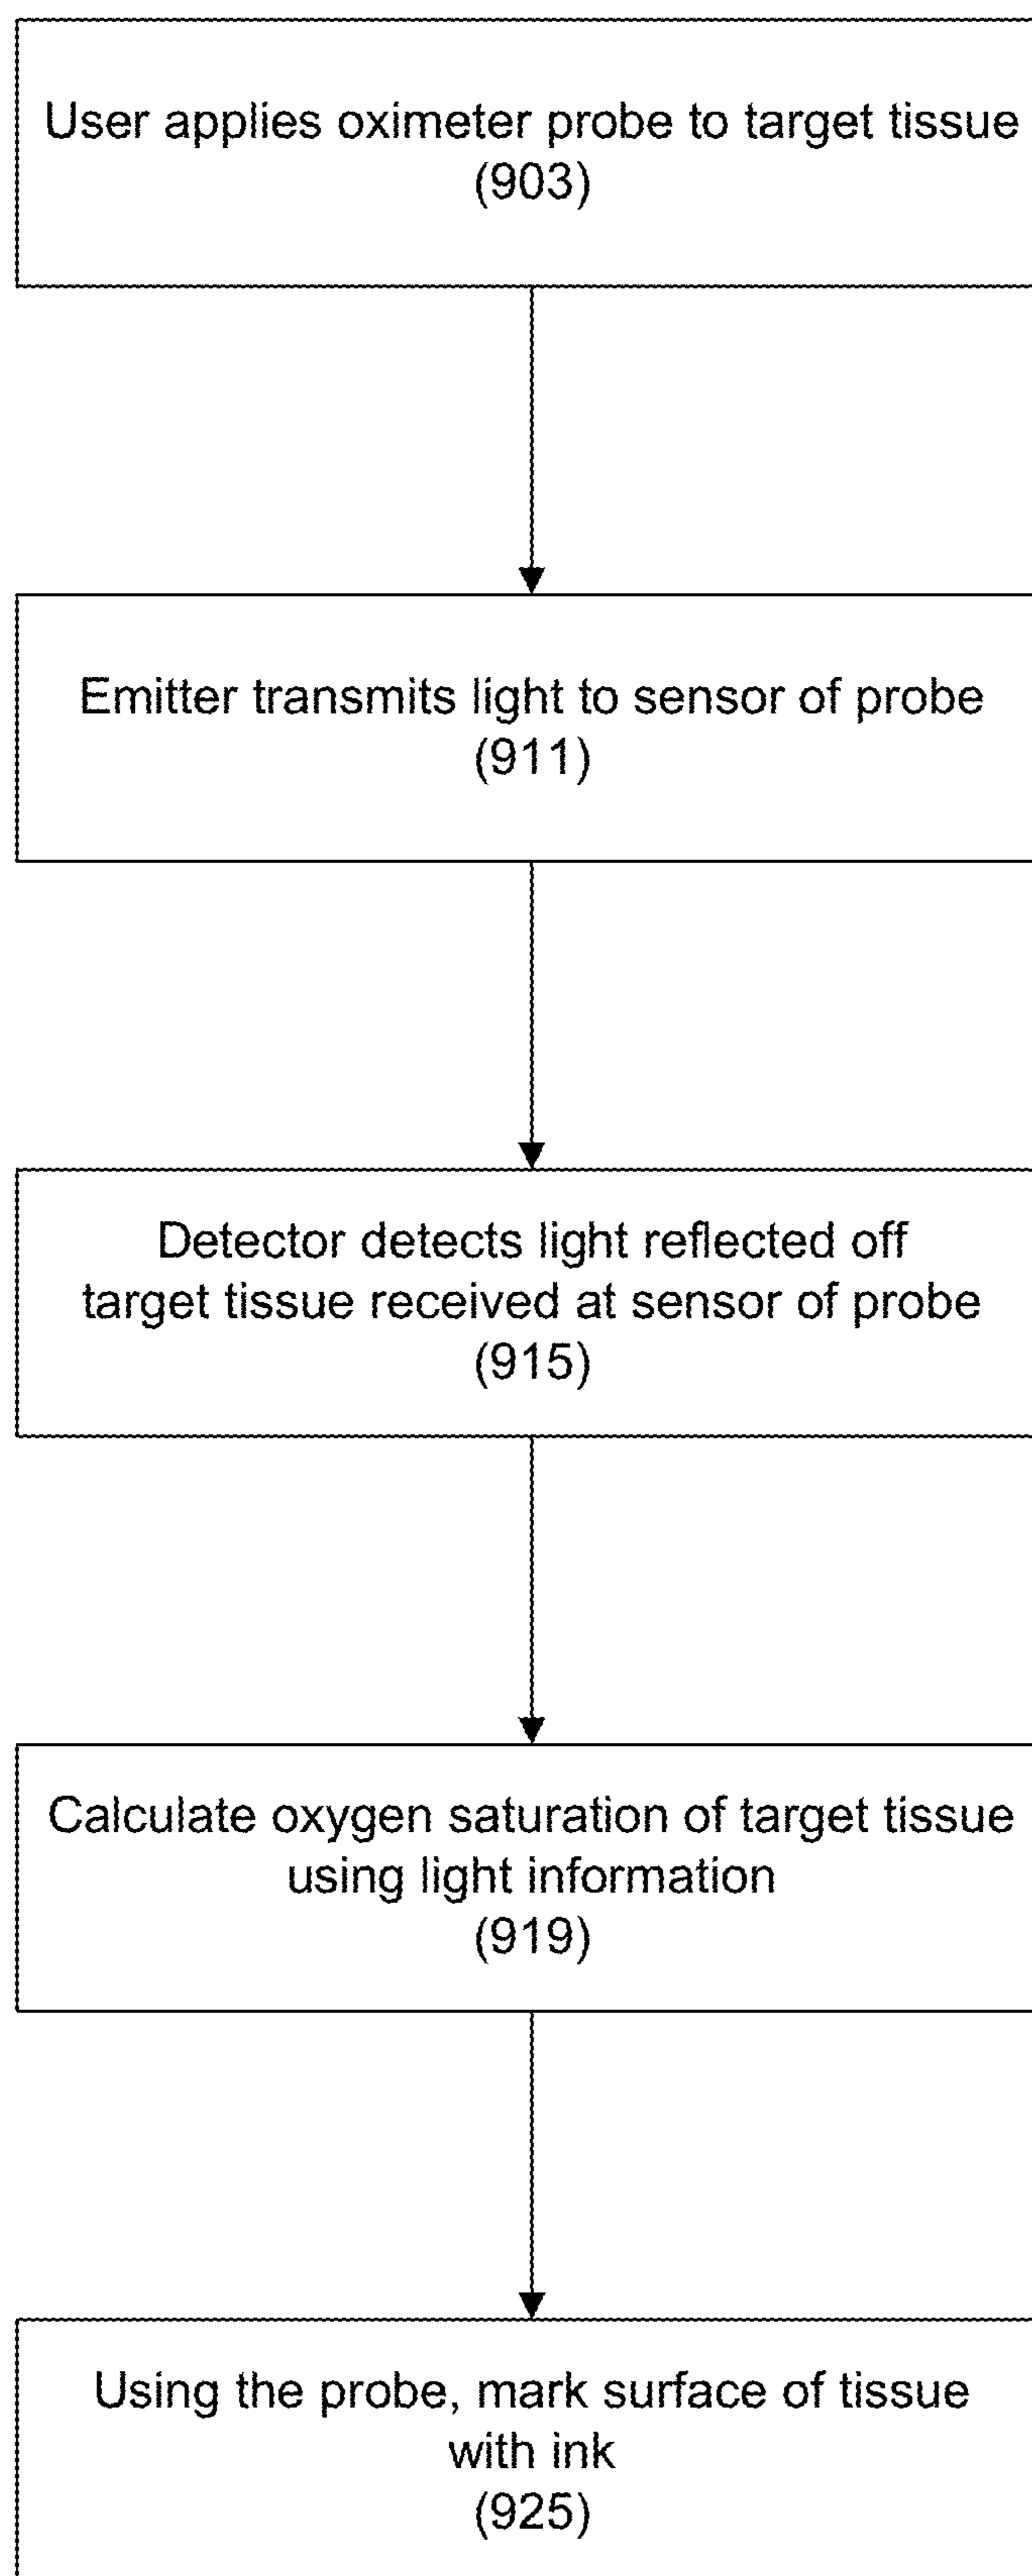 User applies oximeter probe to target tissue
(903)
Emitter transmits light to sensor of probe
(911)
Detector detects light reflected off
target tissue received at sensor of probe
(915)
Calculate oxygen saturation of target tissue
using light information
(919)
Using the probe, mark surface of tissue
with ink
(925)